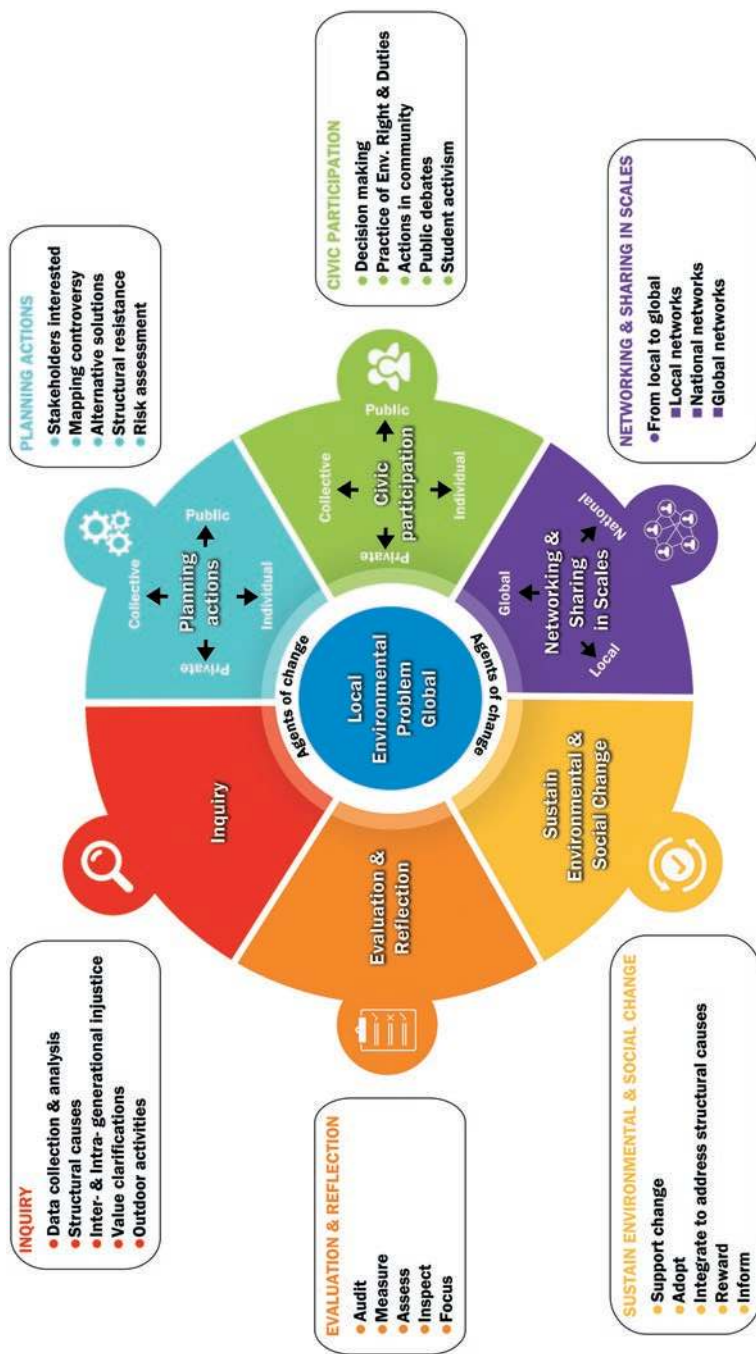 INQUIRY
Data collection & analysis
Structural causes
Inter- & Intra- generational injustice
Value clarifications
Outdoor activities
PLANNING ACTIONS
Stakeholders interested
Mapping controversy
Alternative solutions
Structural resistance
Risk assessment
EVALUATION & REFLECTION
Audit
Measure
Assess
Inspect
Focus
CIVIC PARTICIPATION
Decision making
Practice of Env. Right & Duties
Actions in community
Public debates
Student activism
SUSTAIN ENVIRONMENTAL & SOCIAL CHANGE
Support change
Adopt
Integrate to address structural causes
Reward
Inform
NETWORKING & SHARING IN SCALES
From local to global
Local networks
National networks
Global networks
Inquiry
Collective
Private
Planning
actions
Public
Individual
Evaluation &
Reflection
Agents of change
Local
Environmental
Problem
Global
Agents of change
Collective
Private
Civic
participation
Public
Individual
Sustain
Environmental &
Social Change
Global
Networking &
Sharing
in Scales
Local
National